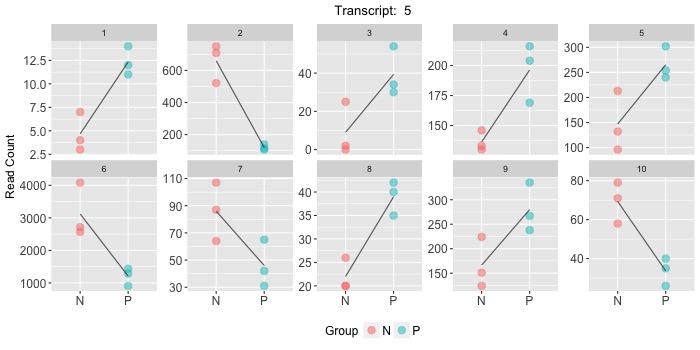 Transcript: 5
1 2 3 4 5
12.5 10.0 7.5 5.0 2.5
600 400 200
40 20 0
200 175 150
300 250 200 150 100
Read Count
6 7 8 9 10
4000 3000 2000 1000
110 90 70 50 30
40 35 30 25 20
300 250 200 150
80 60 40
N P N P N P N P N P
Group N P